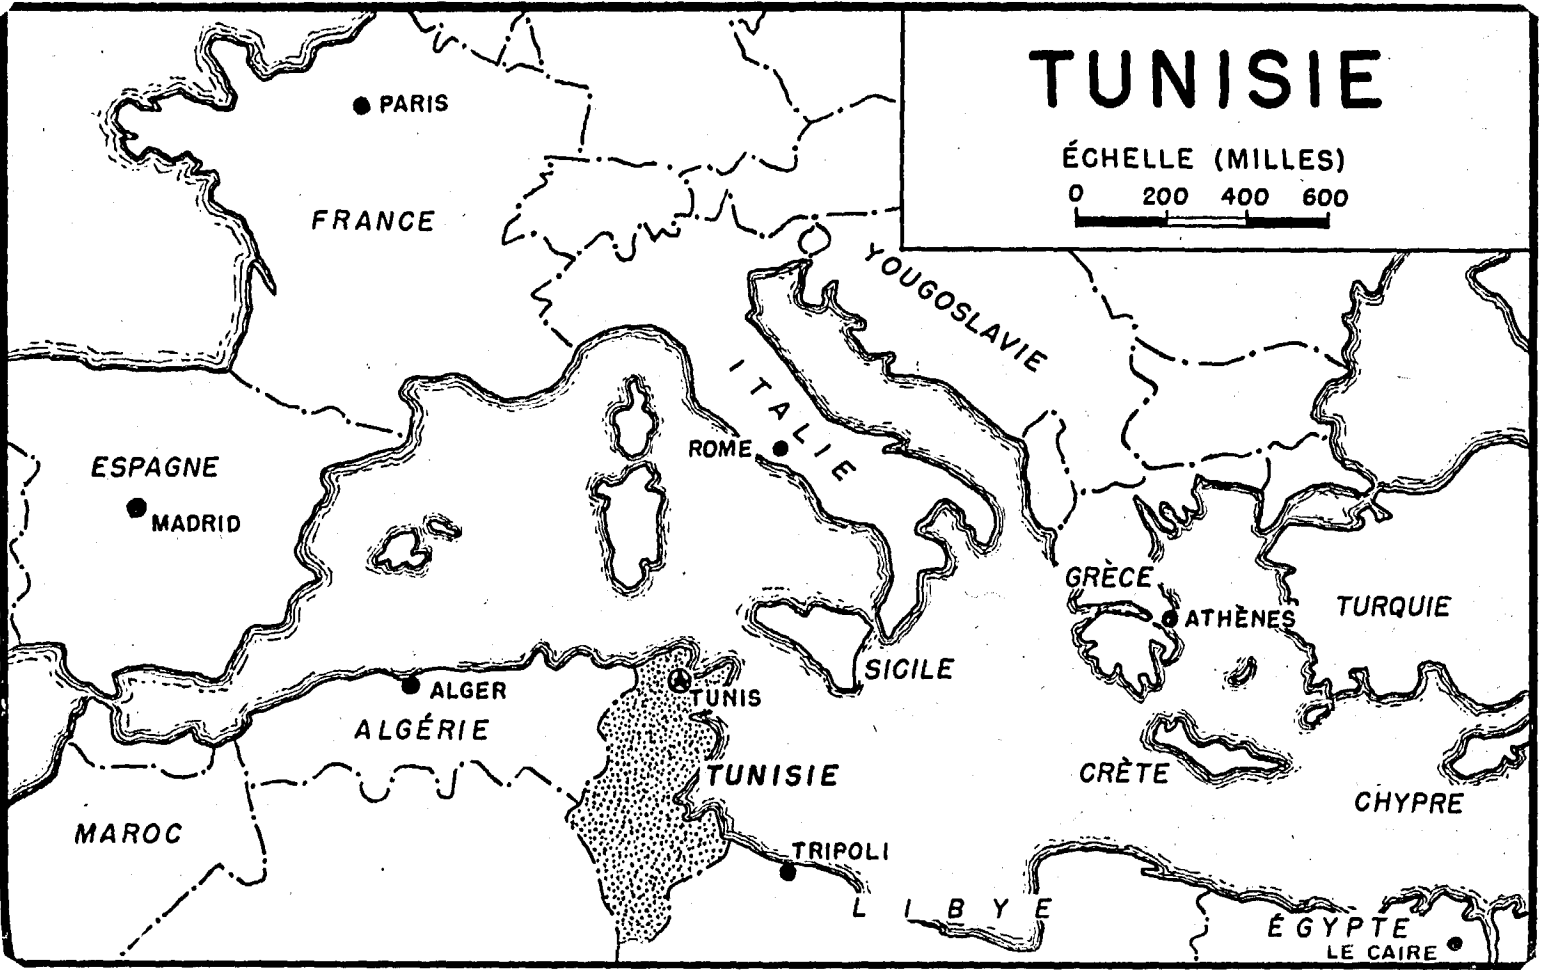 TUNISIE
ÉCHELLE (MILLES)
0 200 400 600
PARIS
FRANCE
YOUGOSLAVIE
ITALIE
ROME
ESPAGNE
MADRID
GRÈCE
ATHÈNES
TURQUIE
SICILE
ALGER
TUNIS
ALGÉRIE
TUNISIE
CRÈTE
CHYPRE
MAROC
TRIPOLI
LIBYE
ÉGYPTE
LE CAIRE